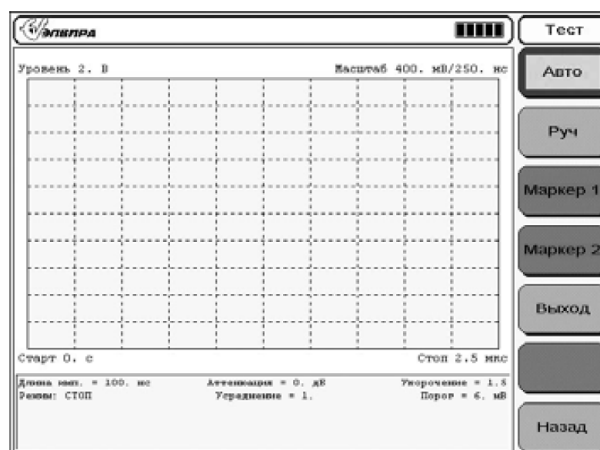 ЭЛВИРА
Тест
Уровень 2. В Масштаб 400. мВ/250. нс
Авто
Руч
Маркер 1
Маркер 2
Выход
Старт 0. с Стоп 2.5 мкс
Длина имп. = 100. нс Аттенюация = 0. дБ Укорочение = 1.5
Режим: СТОП Усреднение = 1. Порог = 6. мВ
Назад